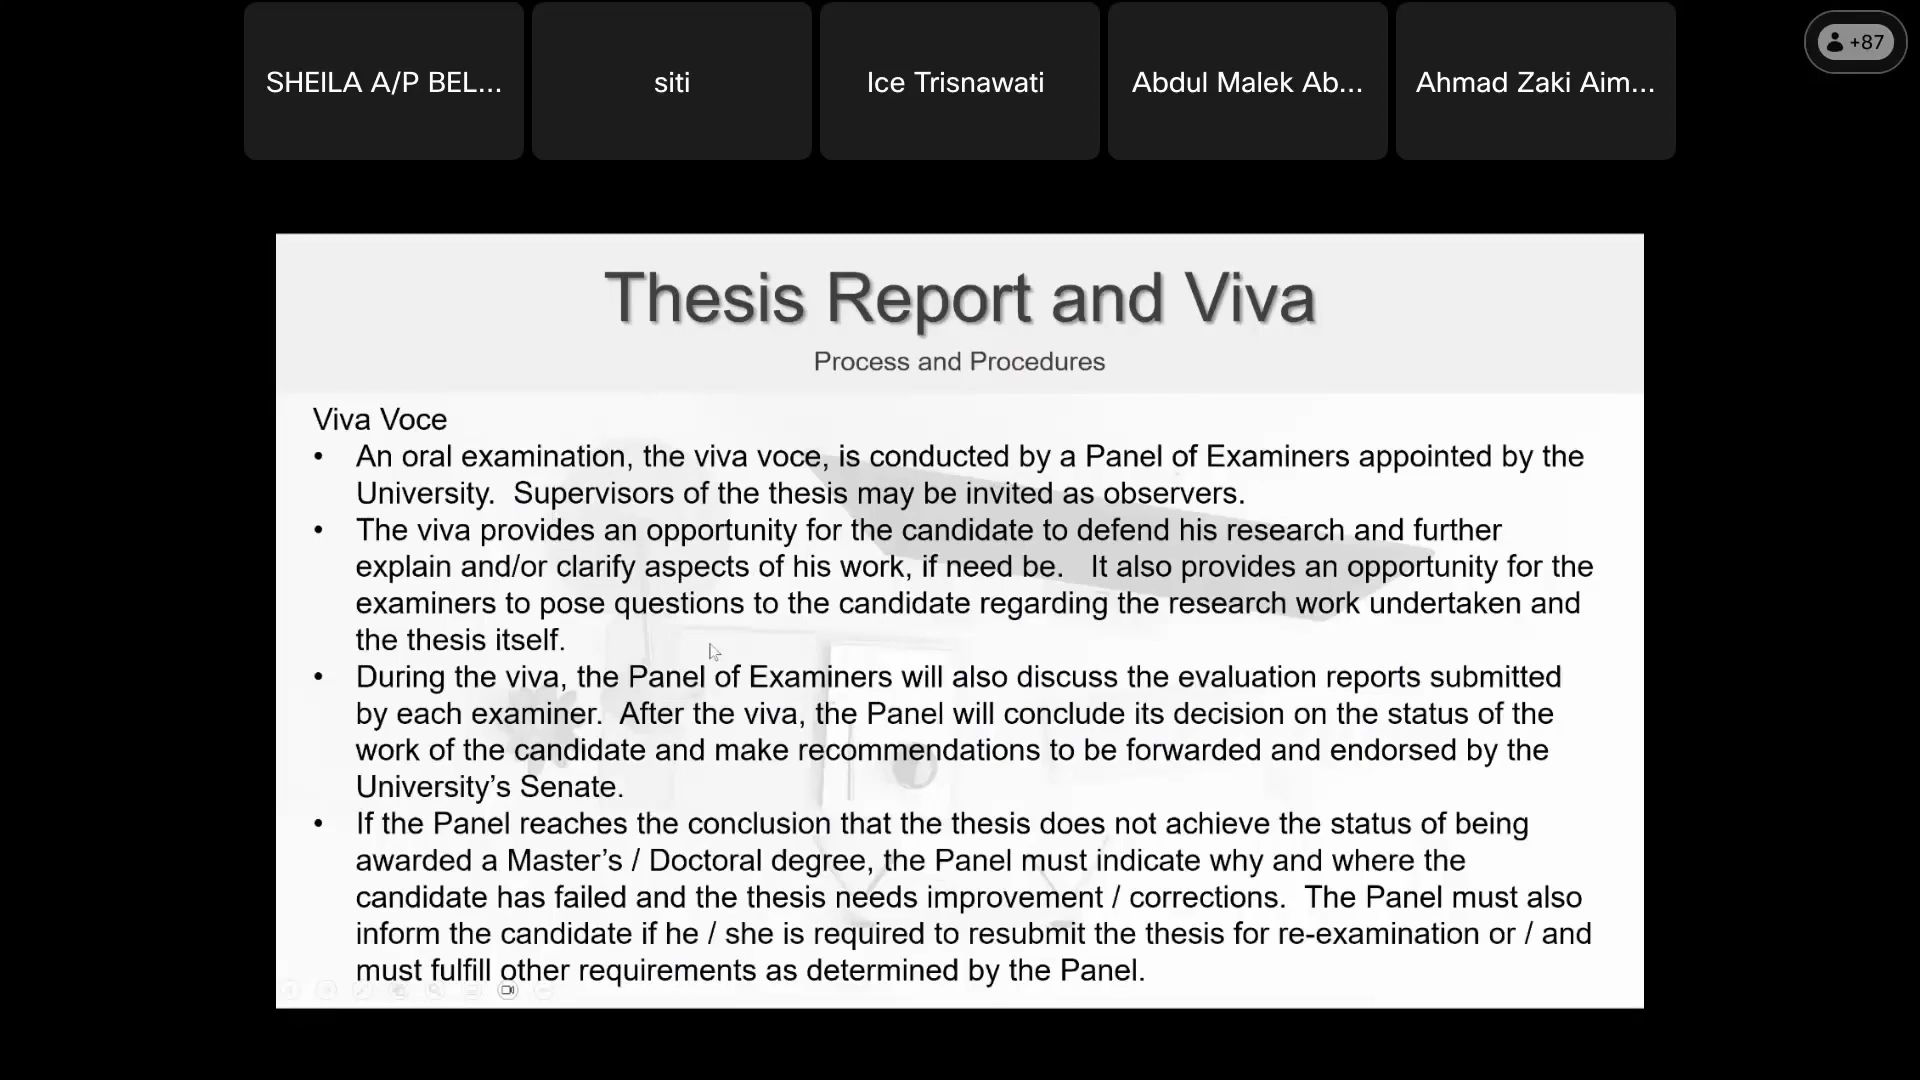 SHEILA A/P BEL...
siti
Ice Trisnawati
Abdul Malek Ab...
Ahmad Zaki Aim...
+87
Thesis Report and Viva
Process and Procedures
Viva Voce
• An oral examination, the viva voce, is conducted by a Panel of Examiners appointed by the
University. Supervisors of the thesis may be invited as observers.
• The viva provides an opportunity for the candidate to defend his research and further
explain and/or clarify aspects of his work, if need be. It also provides an opportunity for the
examiners to pose questions to the candidate regarding the research work undertaken and
the thesis itself.
• During the viva, the Panel of Examiners will also discuss the evaluation reports submitted
by each examiner. After the viva, the Panel will conclude its decision on the status of the
work of the candidate and make recommendations to be forwarded and endorsed by the
University’s Senate.
• If the Panel reaches the conclusion that the thesis does not achieve the status of being
awarded a Master’s / Doctoral degree, the Panel must indicate why and where the
candidate has failed and the thesis needs improvement / corrections. The Panel must also
inform the candidate if he / she is required to resubmit the thesis for re-examination or / and
must fulfill other requirements as determined by the Panel.